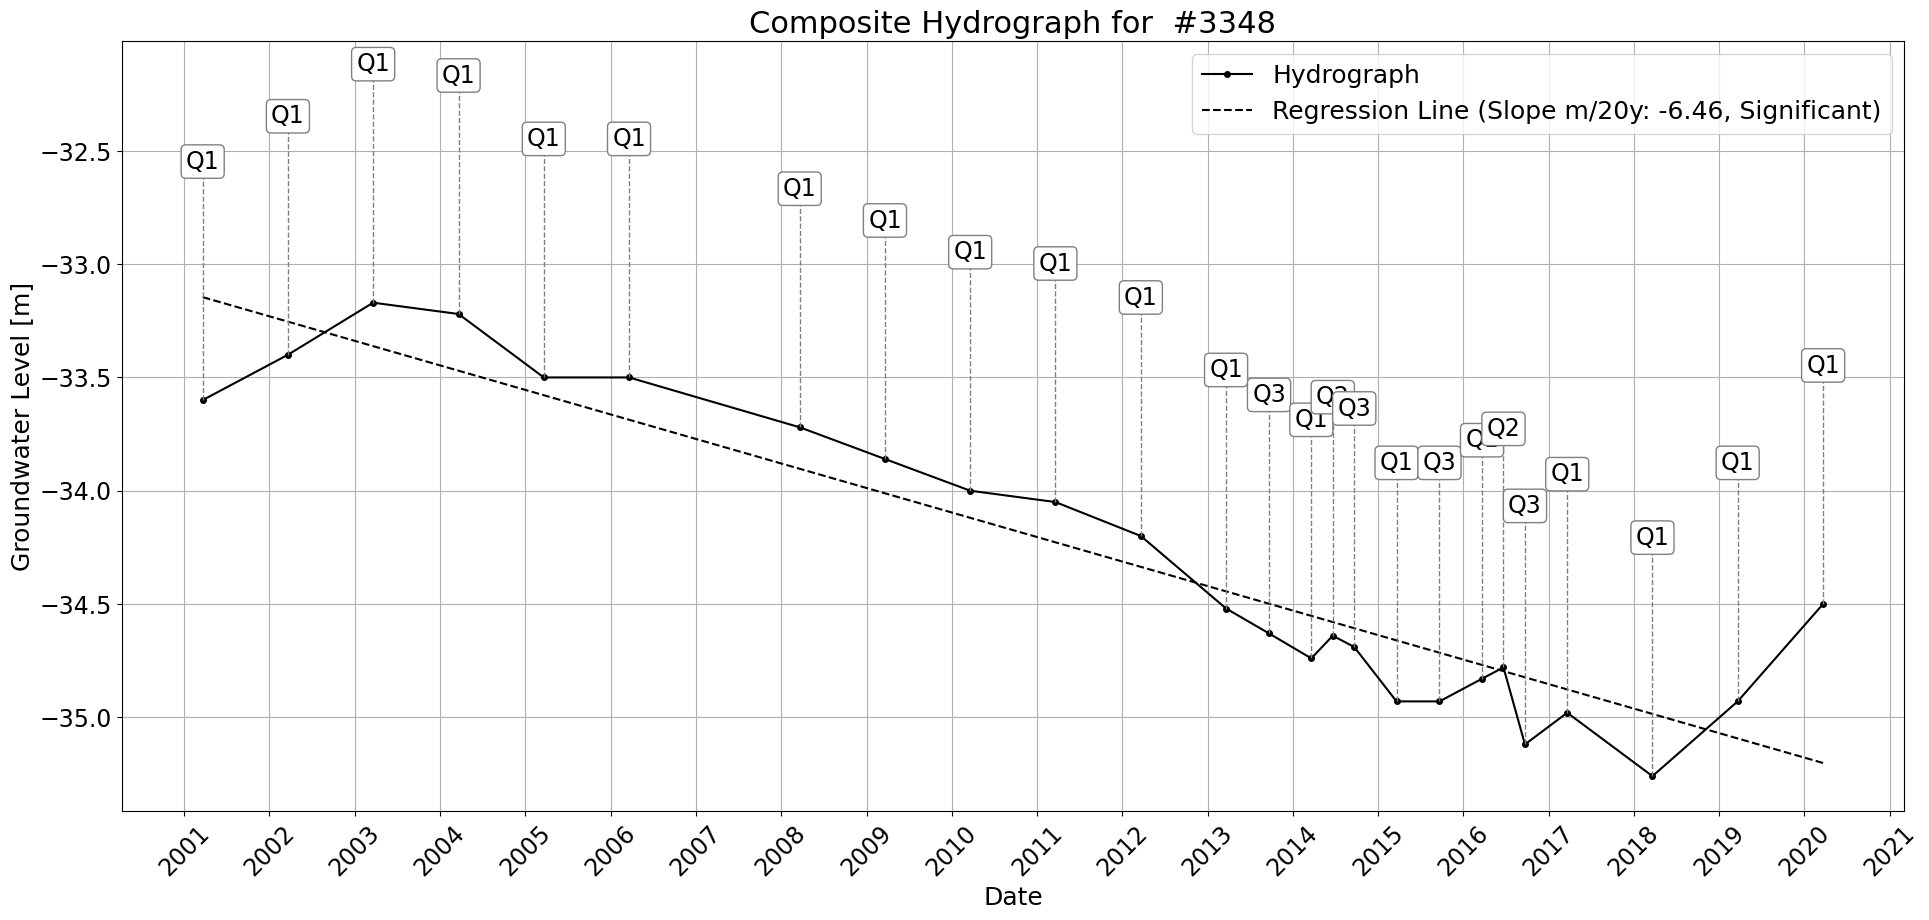 Composite Hydrograph for  #3348
Hydrograph
Regression Line (Slope m/20y: -6.46, Significant)
Q1
Q1
Q1
Q1
Q1
Q1
Q1
Q1
Q1
Q1
Q1
Q1
Q3
Q1
Q3
Q1
Q3
Q2
Q3
Q1
Q1
Q1
Q1
Groundwater Level [m]
−32.5
−33.0
−33.5
−34.0
−34.5
−35.0
2001
2002
2003
2004
2005
2006
2007
2008
2009
2010
2011
2012
2013
2014
2015
2016
2017
2018
2019
2020
2021
Date